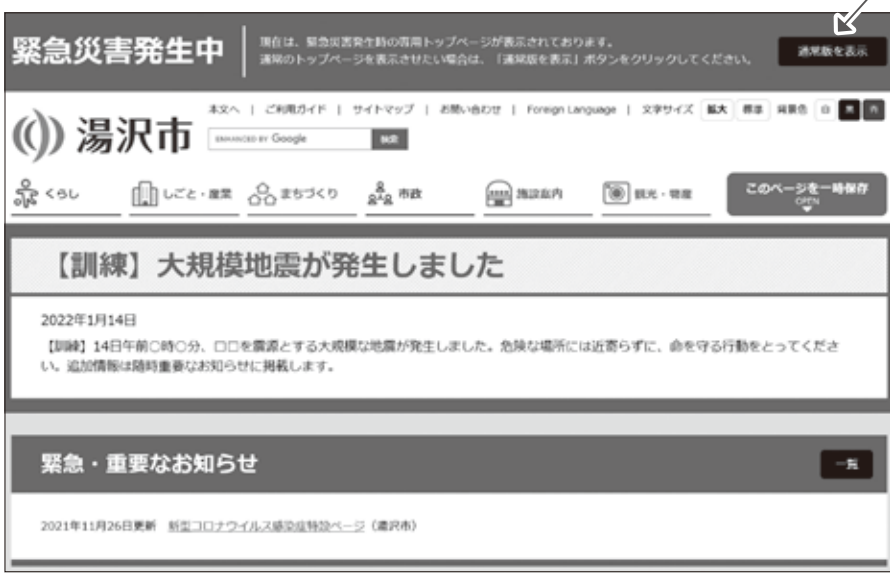 緊急災害発生中
現在は、緊急災害発生時の専用トップページが表示されております。
通常のトップページを表示させたい場合は、「通常版を表示」ボタンをクリックしてください。
通常版を表示
湯沢市
本文へ | ご利用ガイド | サイトマップ | お問い合わせ | Foreign Language | 文字サイズ 拡大 標準 背景色 白 黒 青
ENHANCED BY Google 検索
くらし しごと・産業 まちづくり 市政 施設案内 観光・物産
このページを一時保存
OPEN
【訓練】大規模地震が発生しました
2022年1月14日
【訓練】14日午前○時○分、□□を震源とする大規模な地震が発生しました。危険な場所には近寄らずに、命を守る行動をとってくださ
い。追加情報は随時重要なお知らせに掲載します。
緊急・重要なお知らせ
一覧
2021年11月26日更新 新型コロナウイルス感染症特設ページ(湯沢市)